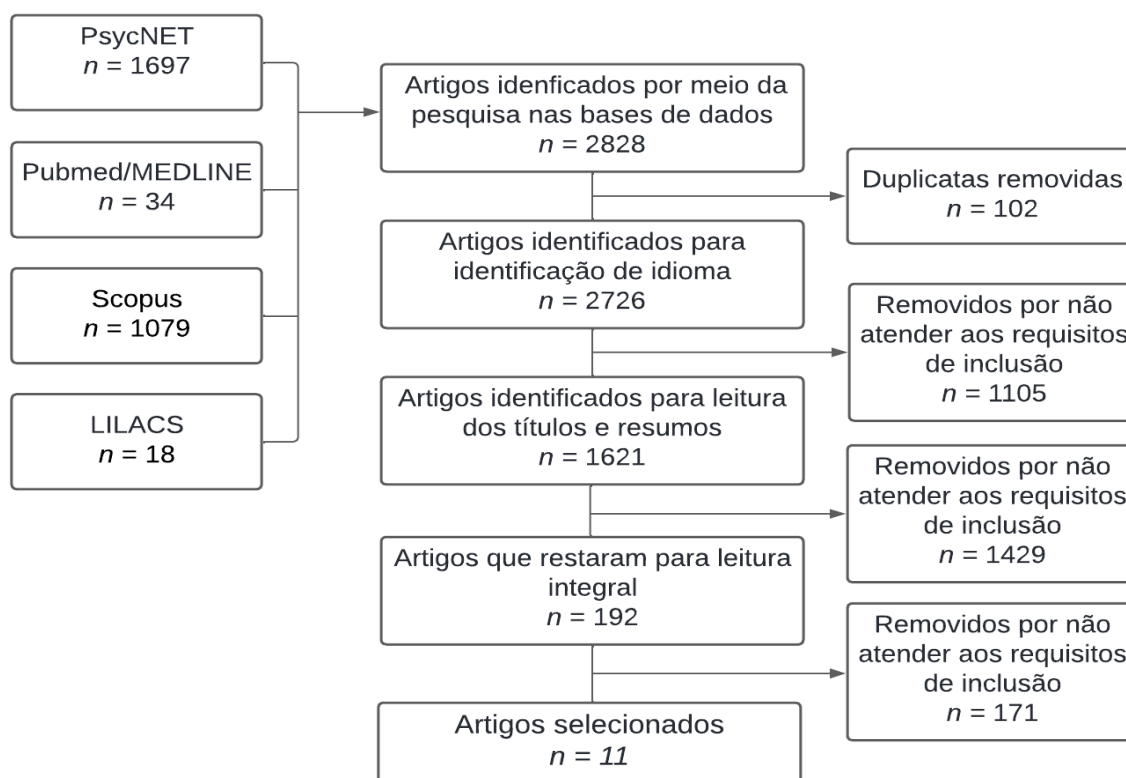 PsycNET
n = 1697
Pubmed/MEDLINE
n = 34
Scopus
n = 1079
LILACS
n = 18
Artigos idenficados por meio da
pesquisa nas bases de dados
n = 2828
Duplicatas removidas
n = 102
Artigos identificados para
identificação de idioma
n = 2726
Removidos por não
atender aos requisitos
de inclusão
n = 1105
Artigos identificados para leitura
dos títulos e resumos
n = 1621
Removidos por não
atender aos requisitos
de inclusão
n = 1429
Artigos que restaram para leitura
integral
n = 192
Removidos por não
atender aos requisitos
de inclusão
n = 171
Artigos selecionados
n = 11